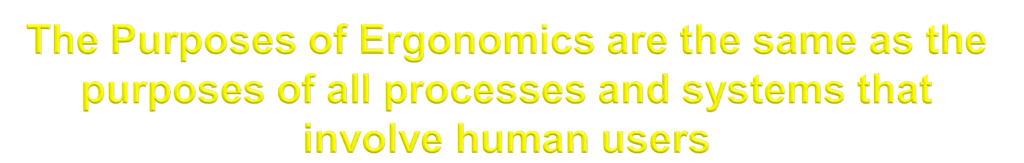 The Purposes of Ergonomics are the same as the
purposes of all processes and systems that
involve human users